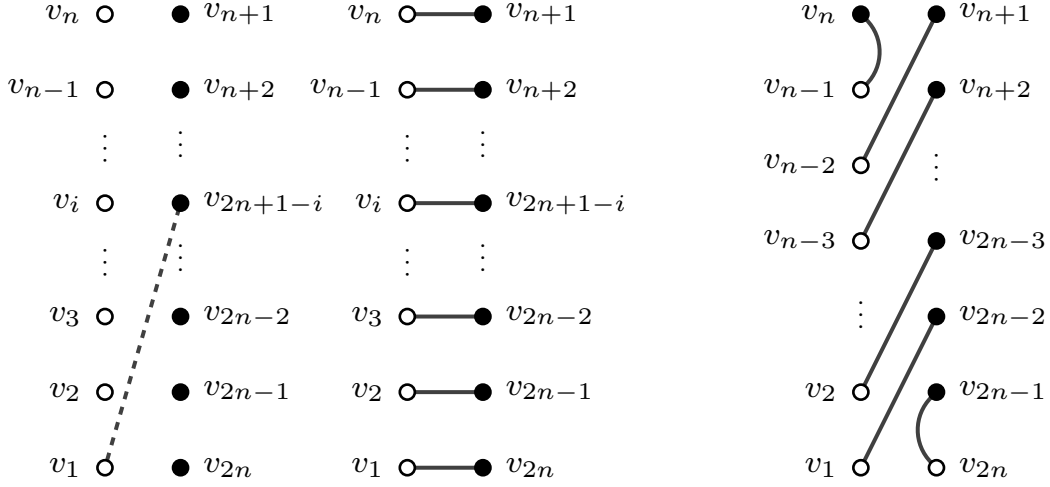 v_n v_{n+1} v_n v_{n+1} v_n v_{n+1}
v_{n-1} v_{n+2} v_{n-1} v_{n+2} v_{n-1} v_{n+2}
⋮ ⋮ ⋮ ⋮ v_{n-2} ⋮
v_i v_{2n+1-i} v_i v_{2n+1-i} v_{n-3} v_{2n-3}
⋮ ⋮ ⋮ ⋮ ⋮
v_3 v_{2n-2} v_3 v_{2n-2} v_{2n-2}
v_2 v_{2n-1} v_2 v_{2n-1} v_2 v_{2n-1}
v_1 v_{2n} v_1 v_{2n} v_1 v_{2n}